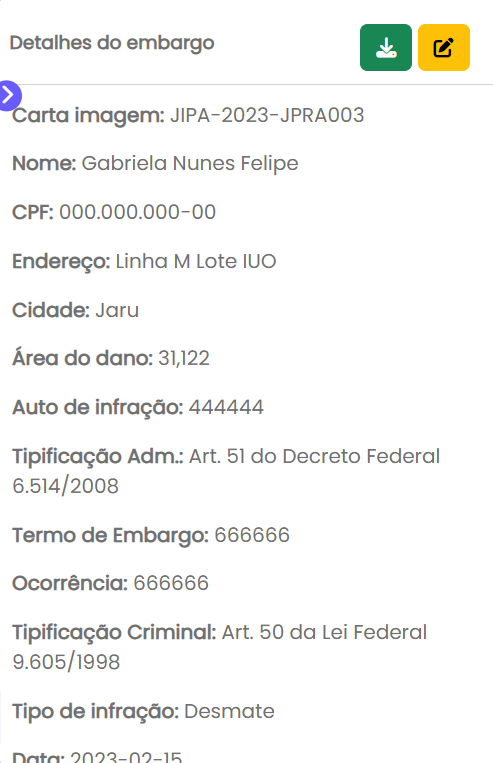 Detalhes do embargo
Carta imagem: JIPA-2023-JPRA003
Nome: Gabriela Nunes Felipe
CPF: 000.000.000-00
Endereço: Linha M Lote IUO
Cidade: Jaru
Área do dano: 31,122
Auto de infração: 444444
Tipificação Adm.: Art. 51 do Decreto Federal
6.514/2008
Termo de Embargo: 666666
Ocorrência: 666666
Tipificação Criminal: Art. 50 da Lei Federal
9.605/1998
Tipo de infração: Desmate
Data: 2023-02-15